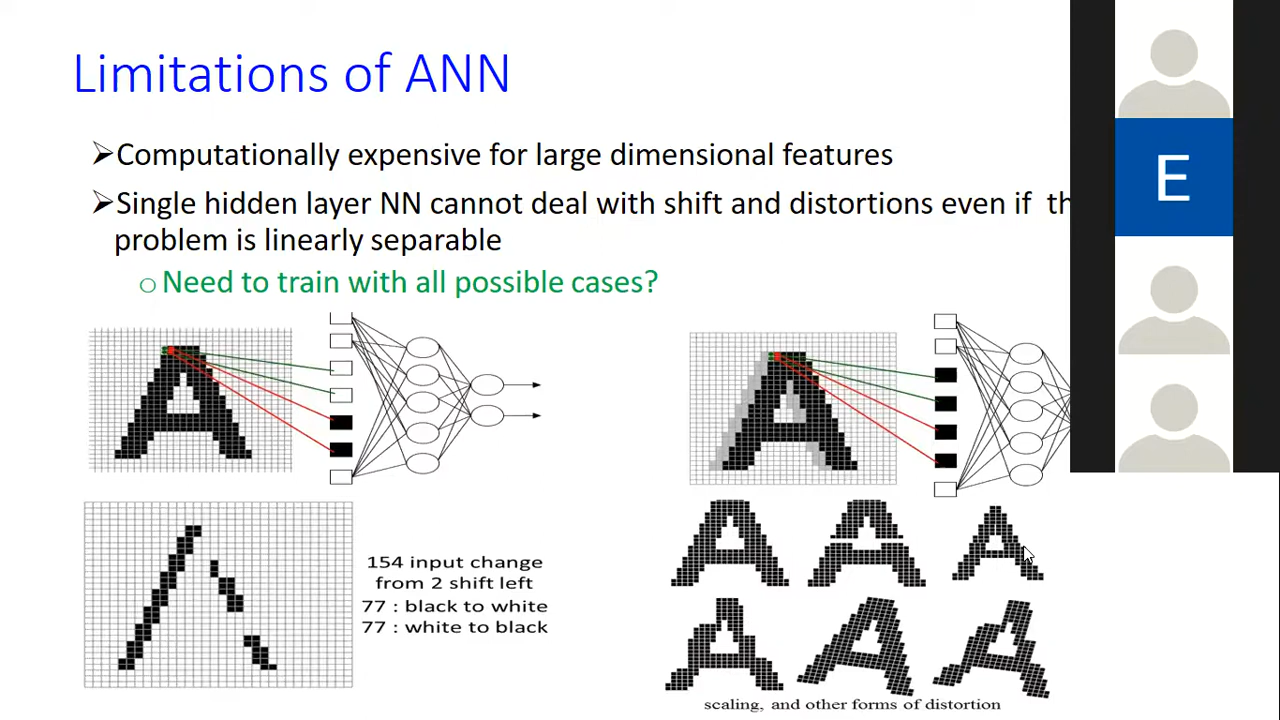 Limitations of ANN
➢Computationally expensive for large dimensional features
➢Single hidden layer NN cannot deal with shift and distortions even if
problem is linearly separable
○Need to train with all possible cases?
154 input change
from 2 shift left
77 : black to white
77 : white to black
scaling, and other forms of distortion
E